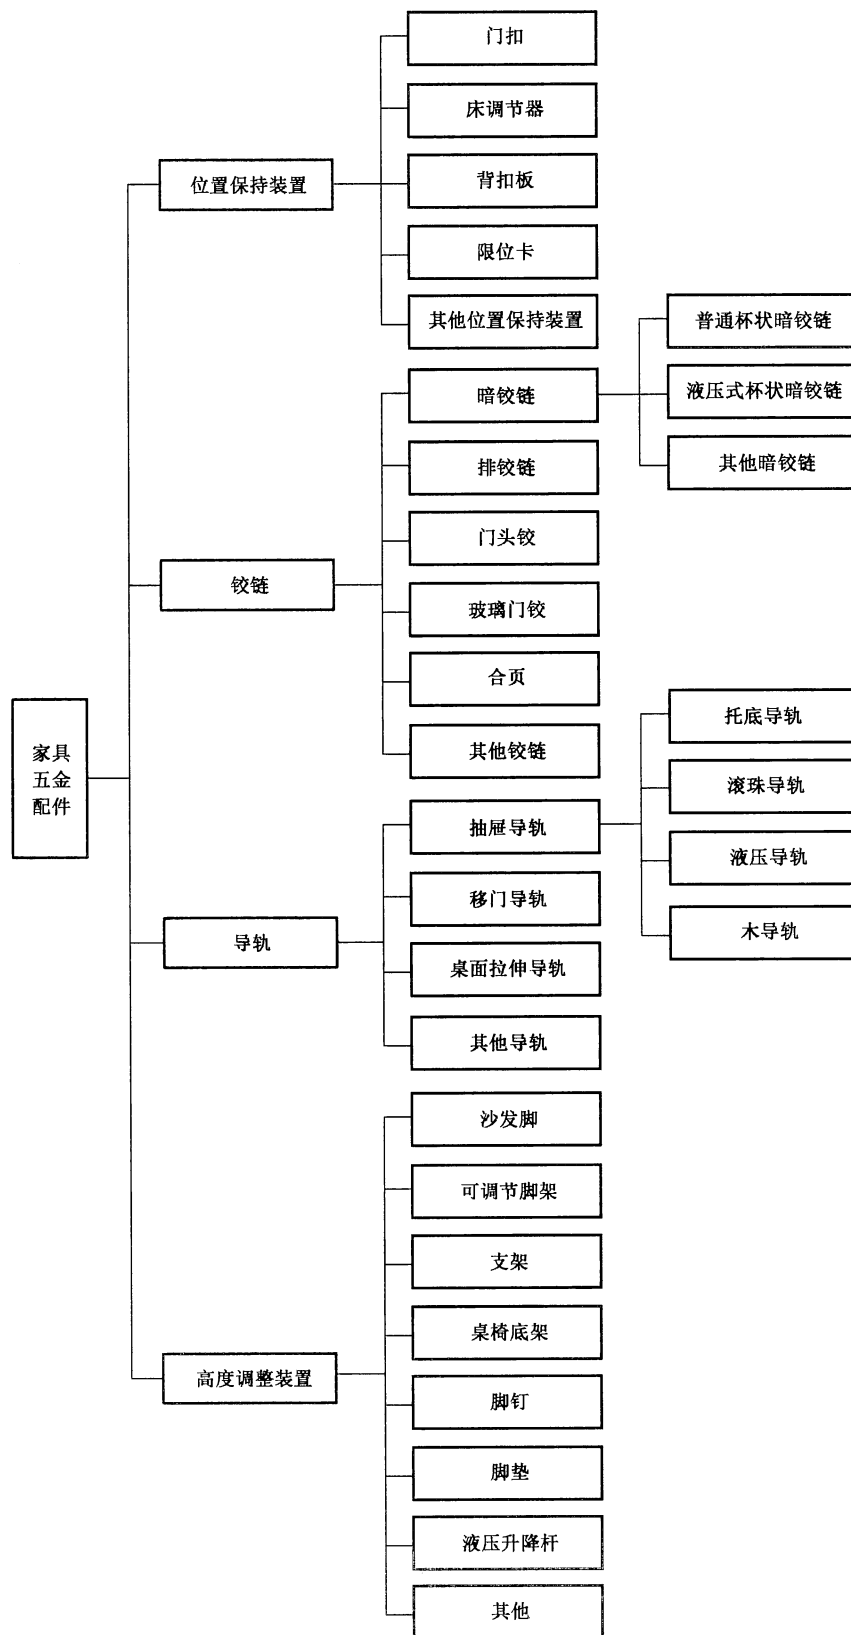 门扣
床调节器
位置保持装置
背扣板
限位卡
其他位置保持装置
普通杯状暗铰链
暗铰链
液压式杯状暗铰链
其他暗铰链
排铰链
门头铰
铰链
玻璃门铰
合页
其他铰链
家具
五金
配件
托底导轨
滚珠导轨
抽屉导轨
液压导轨
移门导轨
木导轨
导轨
桌面拉伸导轨
其他导轨
沙发脚
可调节脚架
支架
桌椅底架
高度调整装置
脚钉
脚垫
液压升降杆
其他